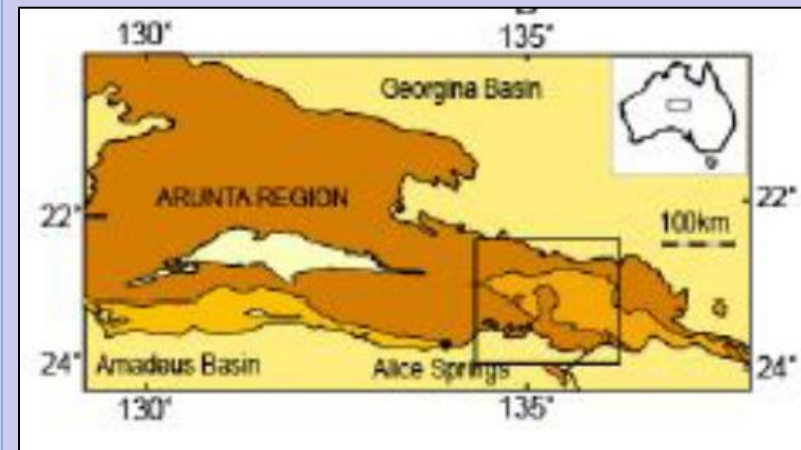 130° 135°
Georgina Basin
ARUNTA REGION
22° 22°
100km
24° Amadeus Basin Alice Springs 24°
130° 135°